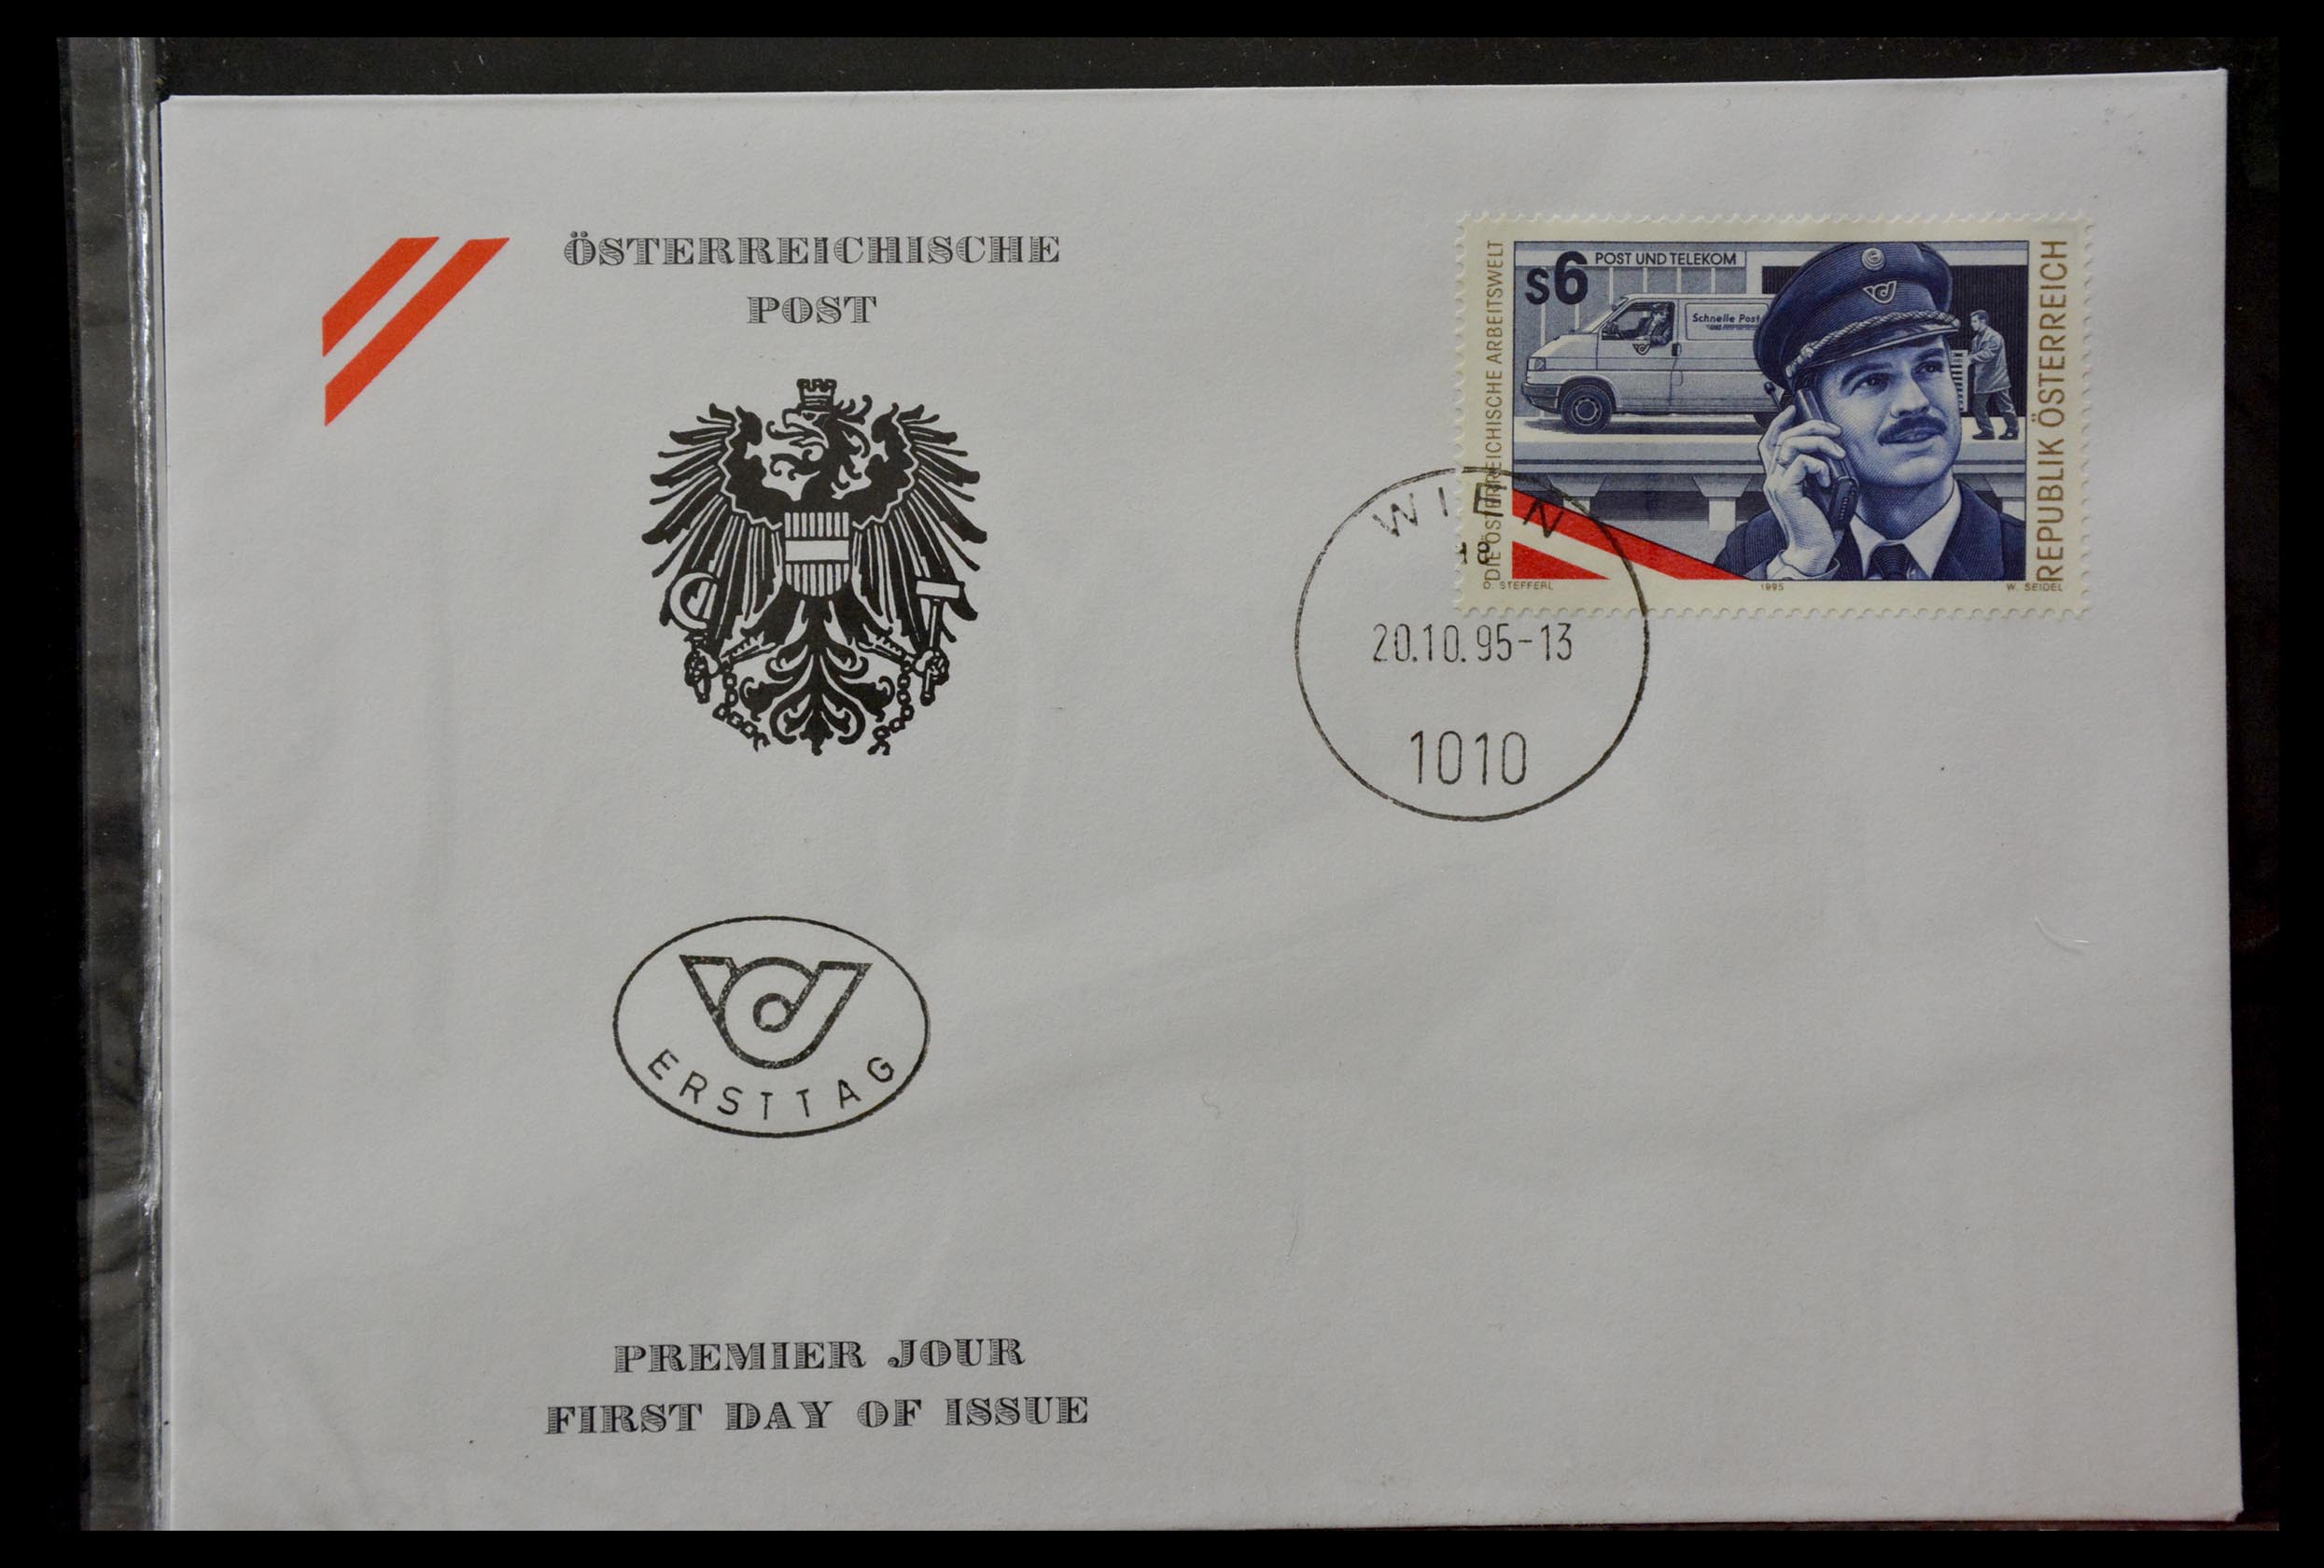 ÖSTERREICHISCHE
POST
DIE ÖSTERREICHISCHE ARBEITSWELT
S6
POST UND TELEKOM
Schnelle Post
REPUBLIK ÖSTERREICH
O. STEFFERL
1995
W. SEIDEL
WIEN
20.10.95-13
1010
ERSTTAG
PREMIER JOUR
FIRST DAY OF ISSUE